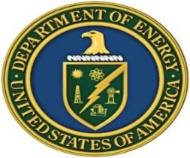 DEPARTMENT OF ENERGY
UNITED STATES OF AMERICA